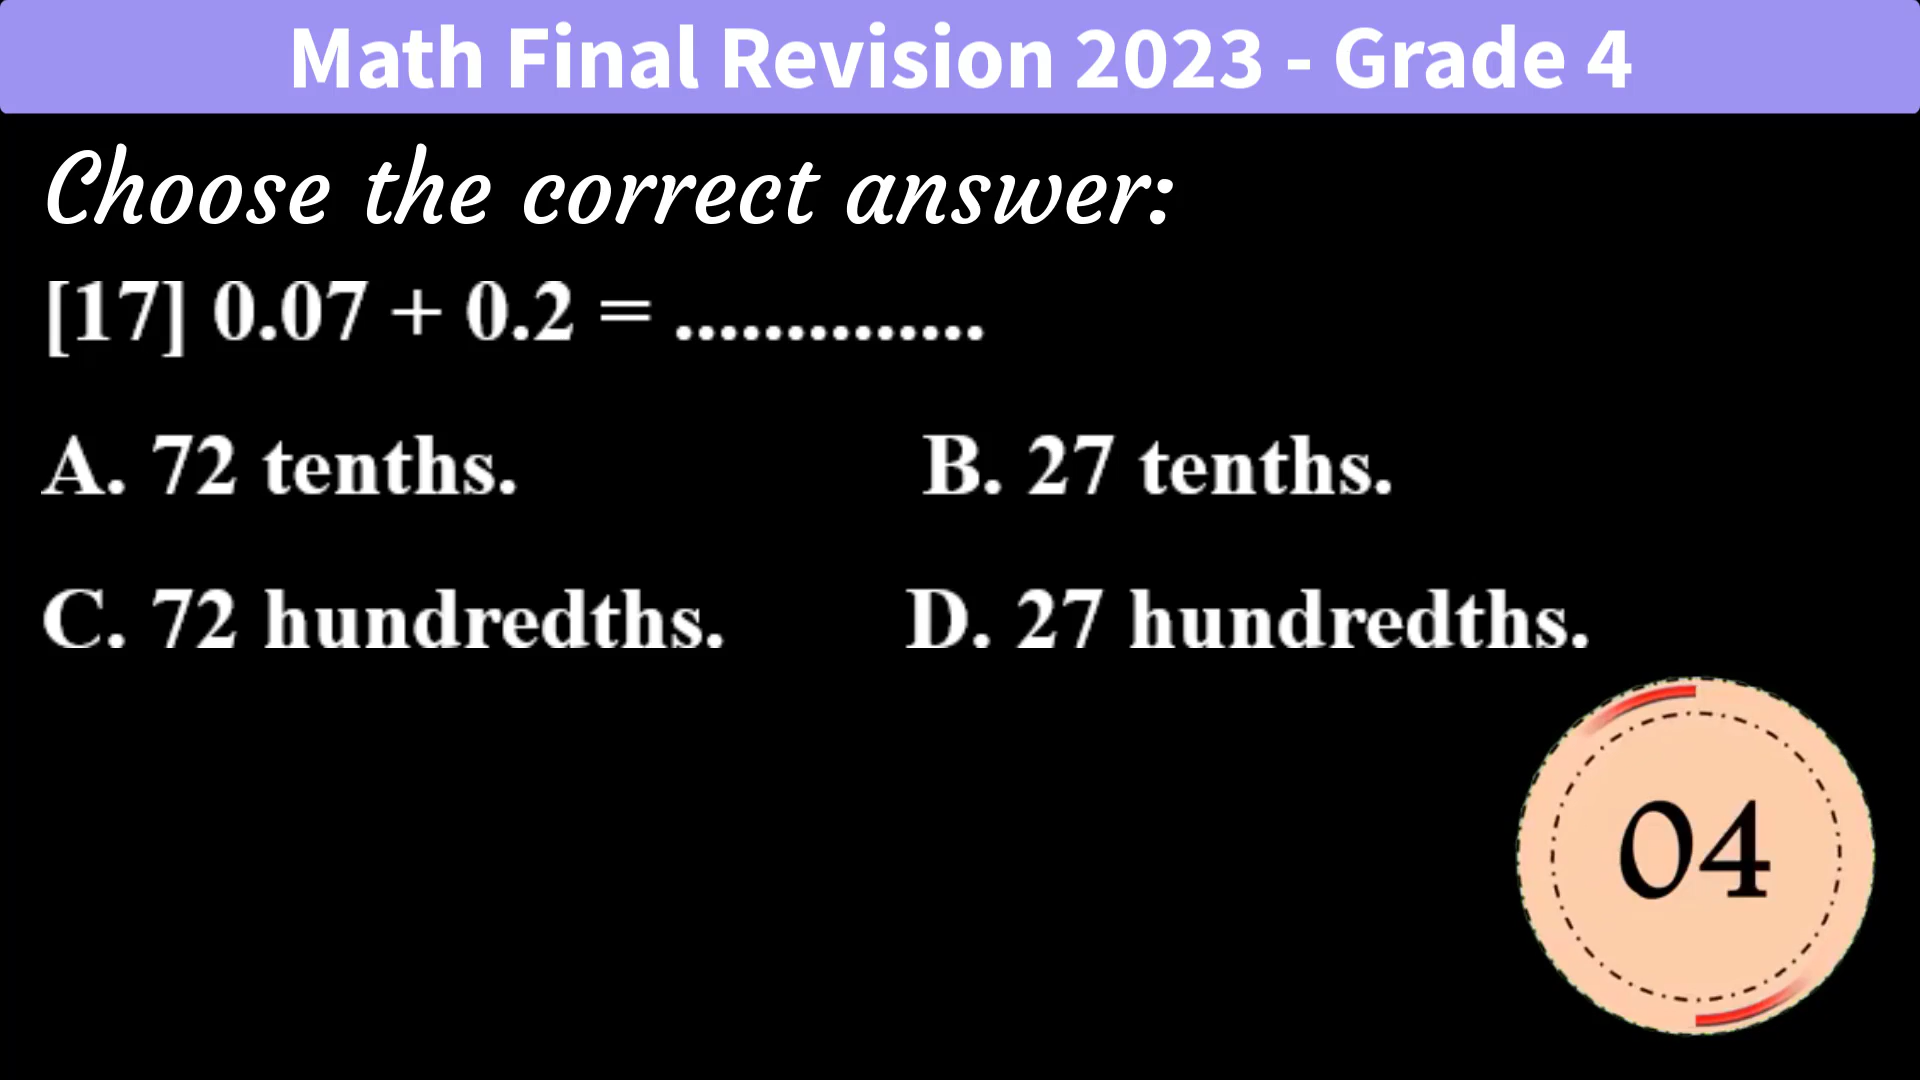 Math Final Revision 2023 - Grade 4
Choose the correct answer:
[17] 0.07 + 0.2 = ..............
A. 72 tenths. B. 27 tenths.
C. 72 hundredths. D. 27 hundredths.
04